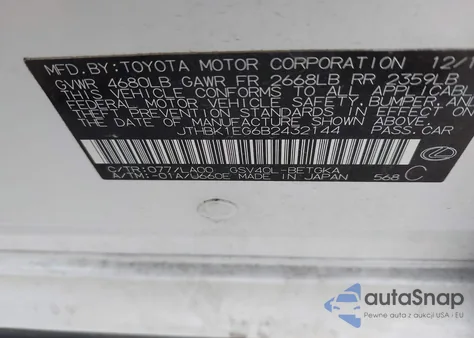 MFD. BY: TOYOTA MOTOR CORPORATION 12/1
GVWR 4680LB GAWR FR 2668LB RR 2359LB
THIS VEHICLE CONFORMS TO ALL APPLICABL
FEDERAL MOTOR VEHICLE SAFETY, BUMPER, AN
THEFT PREVENTION STANDARDS IN EFFECT ON
THE DATE OF MANUFACTURE SHOWN ABOVE.
JTHBK1EG6B2432144 PASS. CAR
C/TR: 077/LA00 GSV40L-BETGKA
A/TM: -01A/U660E MADE IN JAPAN 568 C
autoSnap
Pewne auta z aukcji USA i EU